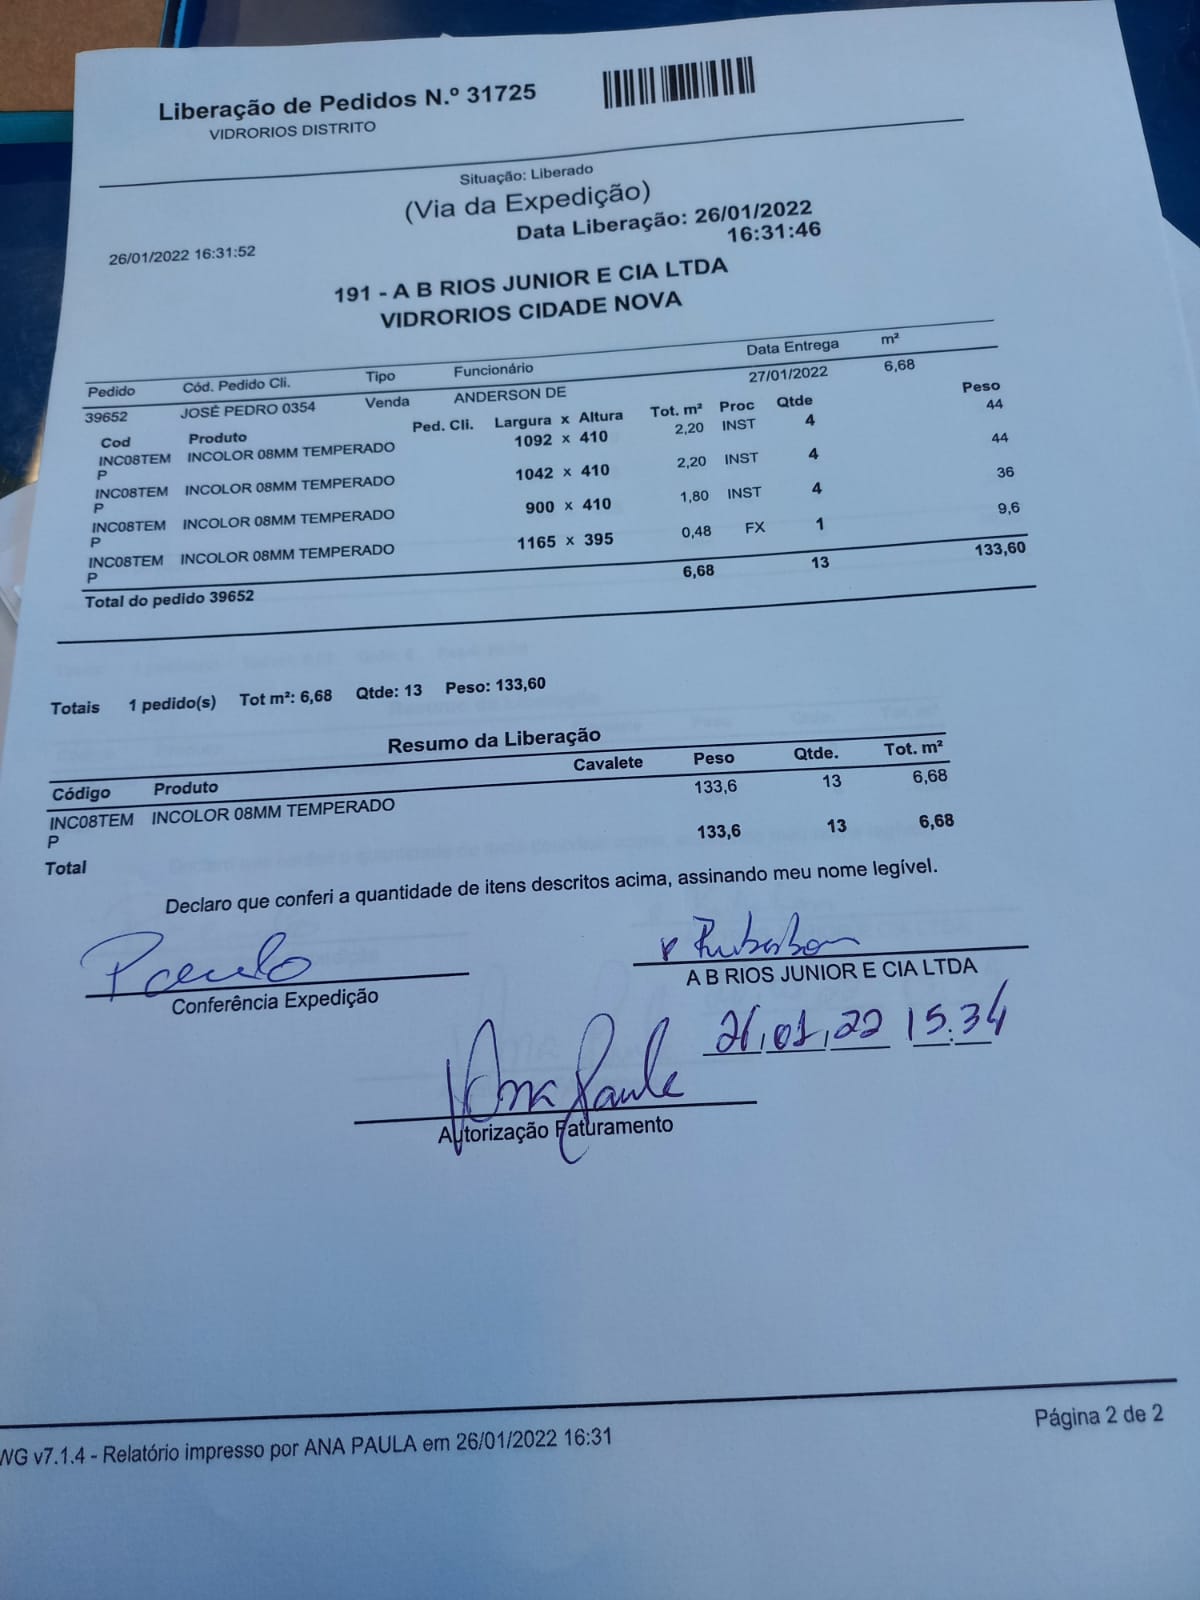 Liberação de Pedidos N.º 31725
VIDRORIOS DISTRITO
Situação: Liberado
(Via da Expedição)
26/01/2022 16:31:52
Data Liberação: 26/01/2022
16:31:46
191 - A B RIOS JUNIOR E CIA LTDA
VIDRORIOS CIDADE NOVA
Pedido Cód. Pedido Cli. Tipo Funcionário Data Entrega m²
39652 JOSÉ PEDRO 0354 Venda ANDERSON DE 27/01/2022 6,68
Cod Produto Ped. Cli. Largura x Altura Tot. m² Proc Qtde Peso
INC08TEM INCOLOR 08MM TEMPERADO 1092 x 410 2,20 INST 4 44
P
INC08TEM INCOLOR 08MM TEMPERADO 1042 x 410 2,20 INST 4 44
P
INC08TEM INCOLOR 08MM TEMPERADO 900 x 410 1,80 INST 4 36
P
INC08TEM INCOLOR 08MM TEMPERADO 1165 x 395 0,48 FX 1 9,6
P
Total do pedido 39652 6,68 13 133,60
Totais 1 pedido(s) Tot m²: 6,68 Qtde: 13 Peso: 133,60
Resumo da Liberação
Código Produto Cavalete Peso Qtde. Tot. m²
INC08TEM INCOLOR 08MM TEMPERADO 133,6 13 6,68
P
Total 133,6 13 6,68
Declaro que conferi a quantidade de itens descritos acima, assinando meu nome legível.
Paulo
Conferência Expedição
A B RIOS JUNIOR E CIA LTDA
26,01,22 15:34
Ana Paula
Autorização Faturamento
WG v7.1.4 - Relatório impresso por ANA PAULA em 26/01/2022 16:31
Página 2 de 2